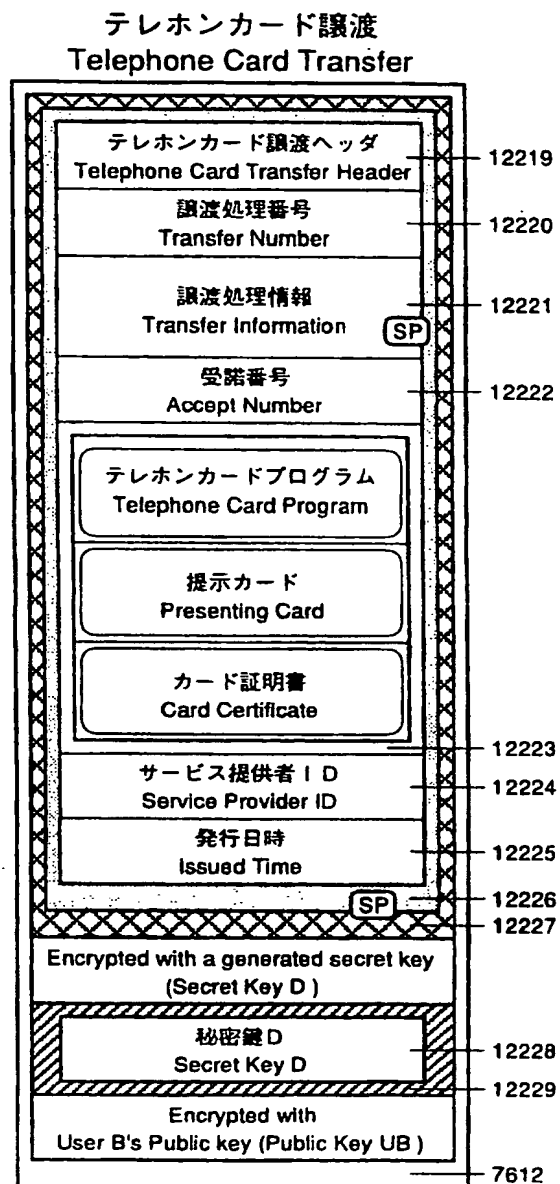 テレホンカード譲渡
Telephone Card Transfer
テレホンカード譲渡ヘッダ
Telephone Card Transfer Header
12219
譲渡処理番号
Transfer Number
12220
譲渡処理情報
Transfer Information
SP
12221
受諾番号
Accept Number
12222
テレホンカードプログラム
Telephone Card Program
提示カード
Presenting Card
カード証明書
Card Certificate
12223
サービス提供者ID
Service Provider ID
12224
発行日時
Issued Time
12225
SP
12226
12227
Encrypted with a generated secret key
(Secret Key D )
秘密鍵D
Secret Key D
12228
12229
Encrypted with
User B's Public key (Public Key UB )
7612